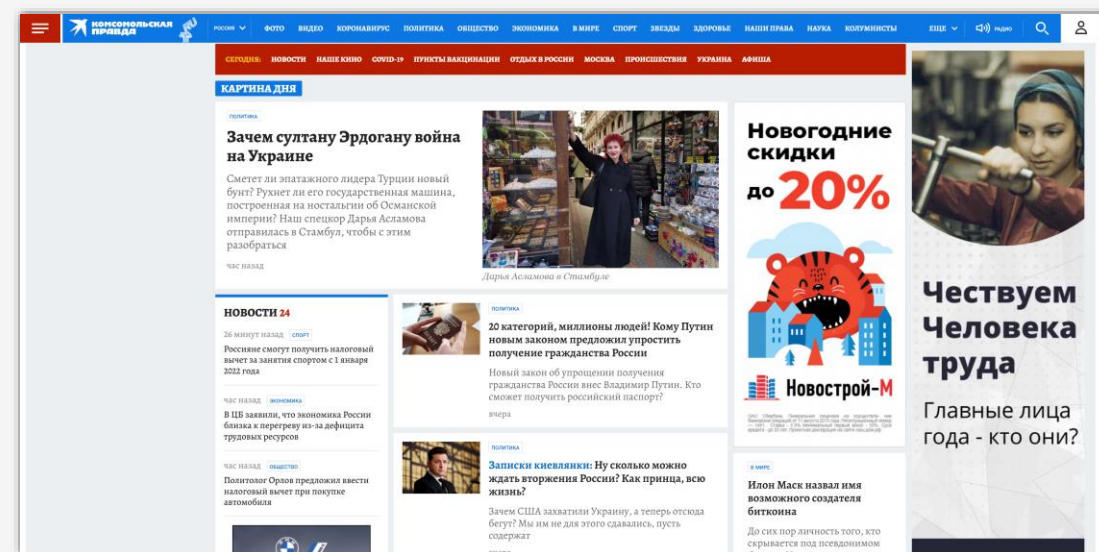 КОМСОМОЛЬСКАЯ
ПРАВДА
РОССИЯ ФОТО ВИДЕО КОРОНАВИРУС ПОЛИТИКА ОБЩЕСТВО ЭКОНОМИКА В МИРЕ СПОРТ ЗВЕЗДЫ ЗДОРОВЬЕ НАШИ ПРАВА НАУКА КОЛУМНИСТЫ ЕЩЕ РАДИО
СЕГОДНЯ: НОВОСТИ НАШЕ КИНО COVID-19 ПУНКТЫ ВАКЦИНАЦИИ ОТДЫХ В РОССИИ МОСКВА ПРОИСШЕСТВИЯ УКРАИНА АФИША
КАРТИНА ДНЯ
ПОЛИТИКА
Зачем султану Эрдогану война
на Украине
Сметет ли эпатажного лидера Турции новый
бунт? Рухнет ли его государственная машина,
построенная на ностальгии об Османской
империи? Наш спецкор Дарья Асламова
отправилась в Стамбул, чтобы с этим
разобраться
час назад
Дарья Асламова в Стамбуле
НОВОСТИ 24
26 минут назад СПОРТ
Россияне смогут получить налоговый
вычет за занятия спортом с 1 января
2022 года
час назад ЭКОНОМИКА
В ЦБ заявили, что экономика России
близка к перегреву из-за дефицита
трудовых ресурсов
час назад ОБЩЕСТВО
Политолог Орлов предложил ввести
налоговый вычет при покупке
автомобиля
ПОЛИТИКА
20 категорий, миллионы людей! Кому Путин
новым законом предложил упростить
получение гражданства России
Новый закон об упрощении получения
гражданства России внес Владимир Путин. Кто
сможет получить российский паспорт?
вчера
ПОЛИТИКА
Записки киевлянки: Ну сколько можно
ждать вторжения России? Как принца, всю
жизнь?
Зачем США захватили Украину, а теперь отсюда
бегут? Мы им не для этого сдавались, пусть
содержат
Новогодние
скидки
до 20%
Новострой-М
В МИРЕ
Илон Маск назвал имя
возможного создателя
биткоина
До сих пор личность того, кто
скрывается под псевдонимом
Чествуем
Человека
труда
Главные лица
года - кто они?